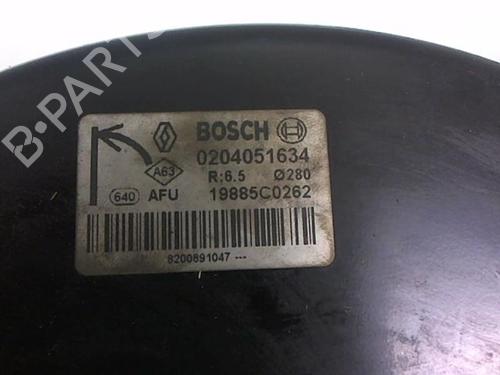 B-PARTS
BOSCH
0204051634
A63
R:6.5 Ø280
640 AFU 19885C0262
8200891047 ---